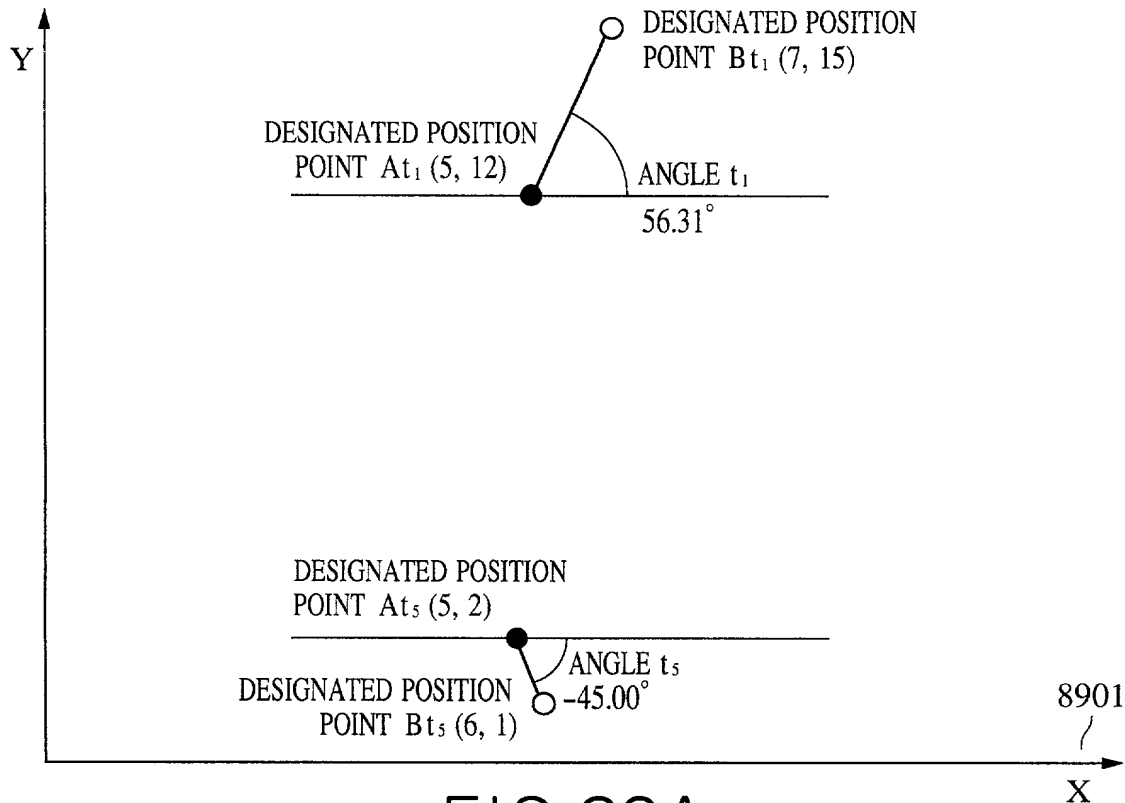 Y
DESIGNATED POSITION
POINT Bt₁ (7, 15)
DESIGNATED POSITION
POINT At₁ (5, 12)
ANGLE t₁
56.31°
DESIGNATED POSITION
POINT At₅ (5, 2)
ANGLE t₅
-45.00°
DESIGNATED POSITION
POINT Bt₅ (6, 1)
8901
X